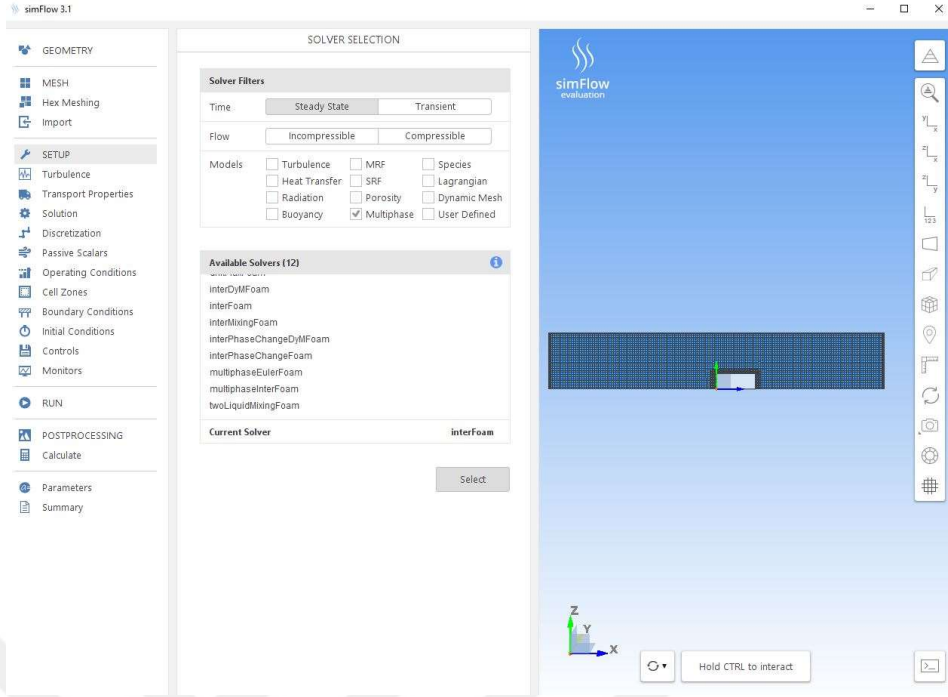 simFlow 3.1
GEOMETRY
MESH
Hex Meshing
Import
SETUP
Turbulence
Transport Properties
Solution
Discretization
Passive Scalars
Operating Conditions
Cell Zones
Boundary Conditions
Initial Conditions
Controls
Monitors
RUN
POSTPROCESSING
Calculate
Parameters
Summary
SOLVER SELECTION
Solver Filters
Time Steady State Transient
Flow Incompressible Compressible
Models Turbulence MRF Species
Heat Transfer SRF Lagrangian
Radiation Porosity Dynamic Mesh
Buoyancy Multiphase User Defined
Available Solvers (12)
interDyMFoam
interFoam
interMixingFoam
interPhaseChangeDyMFoam
interPhaseChangeFoam
multiphaseEulerFoam
multiphaseInterFoam
twoLiquidMixingFoam
Current Solver interFoam
Select
simFlow
evaluation
Z
Y
X
Hold CTRL to interact
y
x
z
x
z
y
123